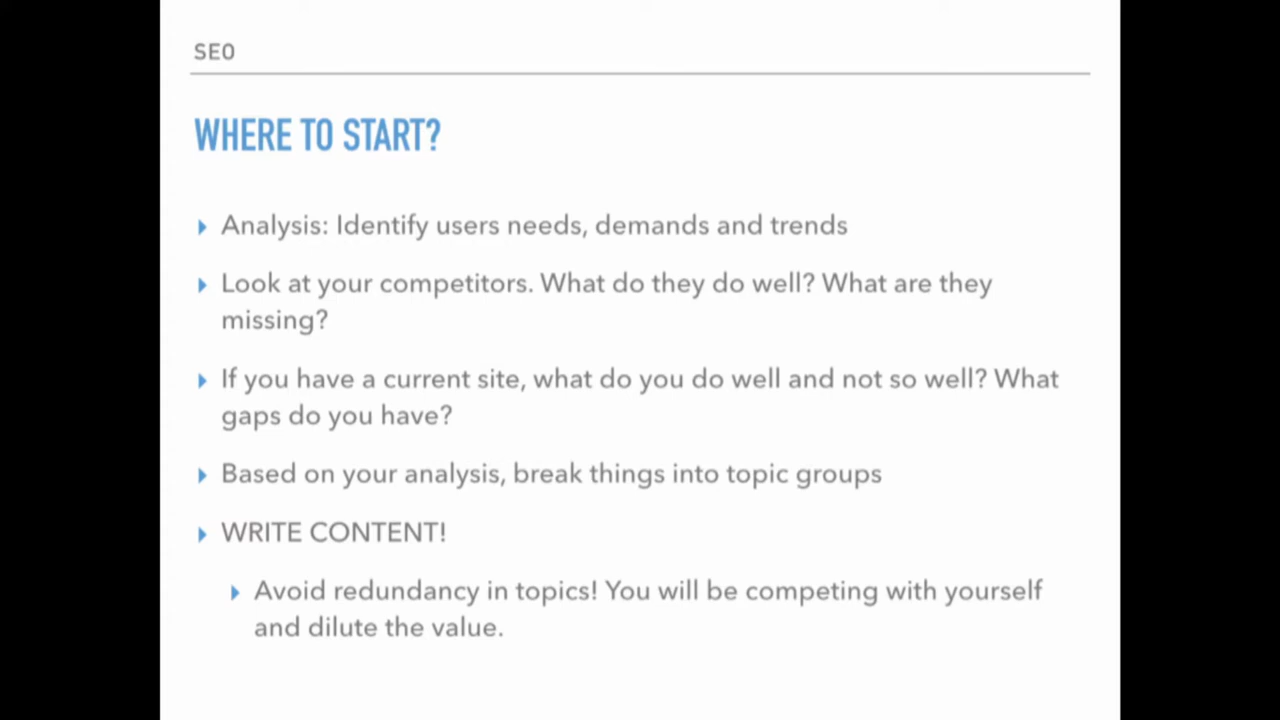 SEO
WHERE TO START?
Analysis: Identify users needs, demands and trends
Look at your competitors. What do they do well? What are they
missing?
If you have a current site, what do you do well and not so well? What
gaps do you have?
Based on your analysis, break things into topic groups
WRITE CONTENT!
Avoid redundancy in topics! You will be competing with yourself
and dilute the value.